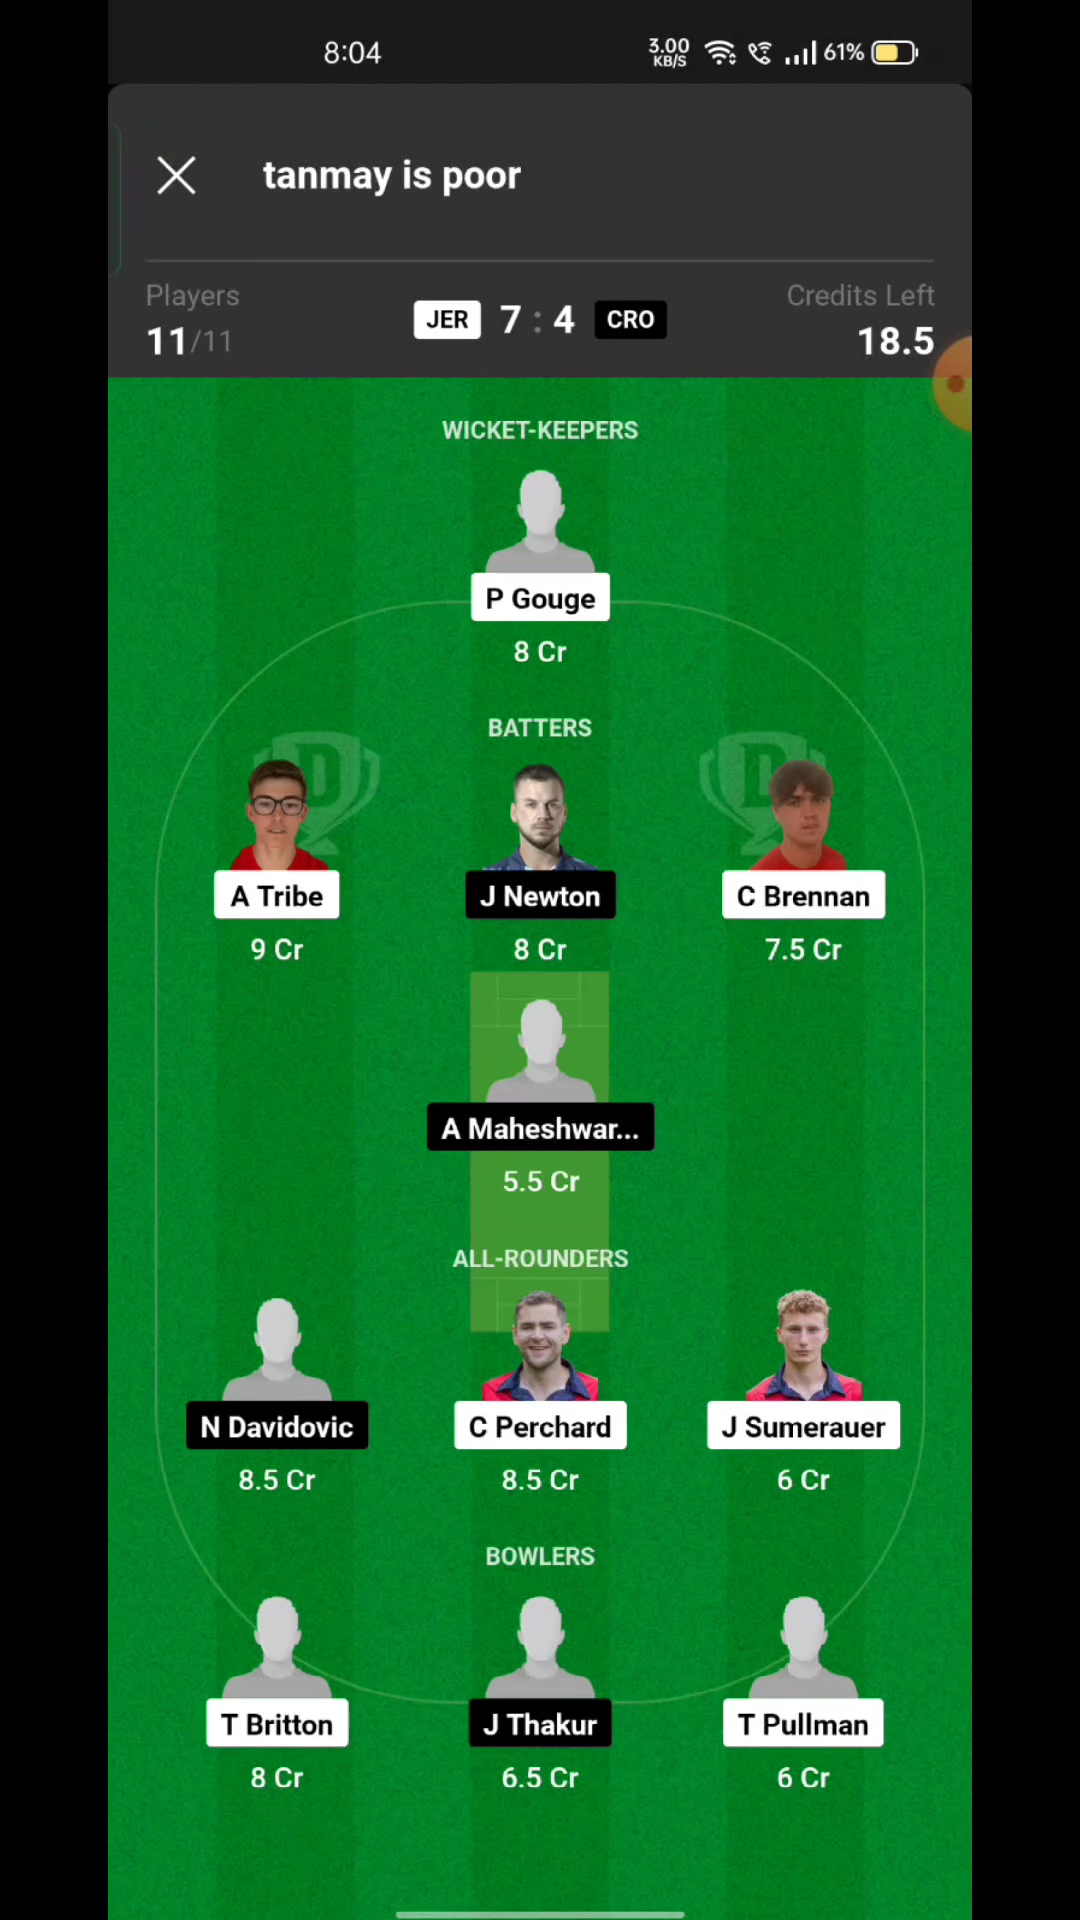 8:04
3.00
KB/S
61%
tanmay is poor
Players
11/11
JER 7 : 4 CRO
Credits Left
18.5
WICKET-KEEPERS
P Gouge
8 Cr
BATTERS
A Tribe
9 Cr
J Newton
8 Cr
C Brennan
7.5 Cr
A Maheshwar...
5.5 Cr
ALL-ROUNDERS
N Davidovic
8.5 Cr
C Perchard
8.5 Cr
J Sumerauer
6 Cr
BOWLERS
T Britton
8 Cr
J Thakur
6.5 Cr
T Pullman
6 Cr